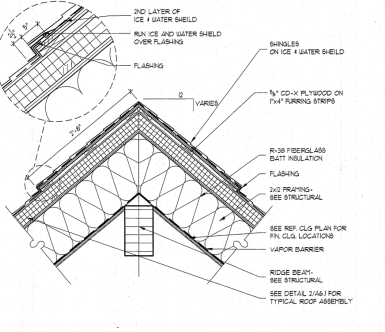 2ND LAYER OF
ICE & WATER SHEILD
RUN ICE AND WATER SHIELD
OVER FLASHING
FLASHING
SHINGLES
ON ICE & WATER SHEILD
12
VARIES
5/8" CD-X PLYWOOD ON
1"x4" FURRING STRIPS
2'-8"
R-38 FIBERGLASS
BATT INSULATION
FLASHING
2x12 FRAMING-
SEE STRUCTURAL
SEE REF. CLG PLAN FOR
FIN. CLG. LOCATIONS
VAPOR BARRIER
RIDGE BEAM-
SEE STRUCTURAL
SEE DETAIL 2/A6.1 FOR
TYPICAL ROOF ASSEMBLY